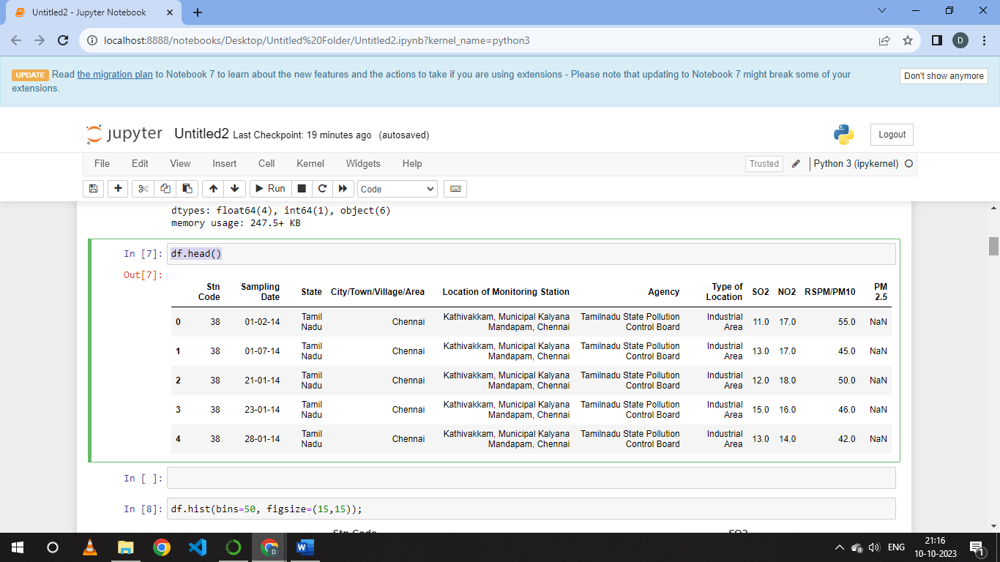 Untitled2 - Jupyter Notebook
localhost:8888/notebooks/Desktop/Untitled%20Folder/Untitled2.ipynb?kernel_name=python3
D
UPDATE Read the migration plan to Notebook 7 to learn about the new features and the actions to take if you are using extensions - Please note that updating to Notebook 7 might break some of your
extensions.
Don't show anymore
jupyter Untitled2 Last Checkpoint: 19 minutes ago (autosaved)
Logout
File Edit View Insert Cell Kernel Widgets Help
Trusted Python 3 (ipykernel)
Run Code
dtypes: float64(4), int64(1), object(6)
memory usage: 247.5+ KB
In [7]: df.head()
Out[7]:
Stn Code Sampling Date State City/Town/Village/Area Location of Monitoring Station Agency Type of Location SO2 NO2 RSPM/PM10 PM 2.5
0 38 01-02-14 Tamil Nadu Chennai Kathivakkam, Municipal Kalyana Mandapam, Chennai Tamilnadu State Pollution Control Board Industrial Area 11.0 17.0 55.0 NaN
1 38 01-07-14 Tamil Nadu Chennai Kathivakkam, Municipal Kalyana Mandapam, Chennai Tamilnadu State Pollution Control Board Industrial Area 13.0 17.0 45.0 NaN
2 38 21-01-14 Tamil Nadu Chennai Kathivakkam, Municipal Kalyana Mandapam, Chennai Tamilnadu State Pollution Control Board Industrial Area 12.0 18.0 50.0 NaN
3 38 23-01-14 Tamil Nadu Chennai Kathivakkam, Municipal Kalyana Mandapam, Chennai Tamilnadu State Pollution Control Board Industrial Area 15.0 16.0 46.0 NaN
4 38 28-01-14 Tamil Nadu Chennai Kathivakkam, Municipal Kalyana Mandapam, Chennai Tamilnadu State Pollution Control Board Industrial Area 13.0 14.0 42.0 NaN
In [ ]:
In [8]: df.hist(bins=50, figsize=(15,15));
Stn Code SO2
ENG
21:16
10-10-2023
1